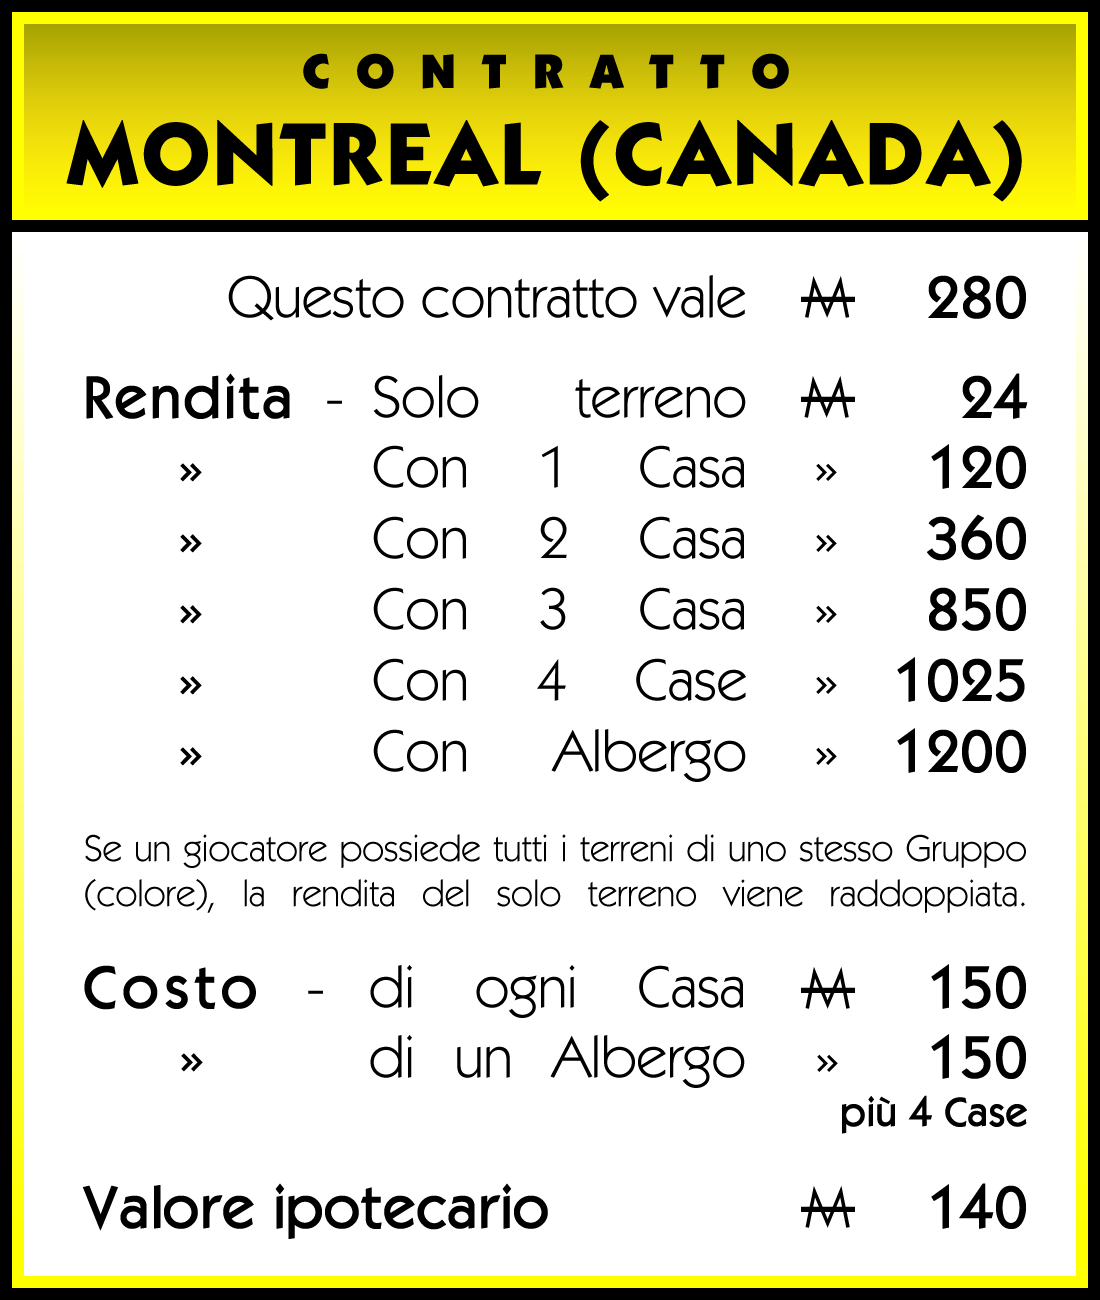 CONTRATTO
MONTREAL (CANADA)
Questo contratto vale M 280
Rendita - Solo terreno M 24
» Con 1 Casa » 120
» Con 2 Casa » 360
» Con 3 Casa » 850
» Con 4 Case » 1025
» Con Albergo » 1200
Se un giocatore possiede tutti i terreni di uno stesso Gruppo
(colore), la rendita del solo terreno viene raddoppiata.
Costo - di ogni Casa M 150
» di un Albergo » 150
più 4 Case
Valore ipotecario M 140